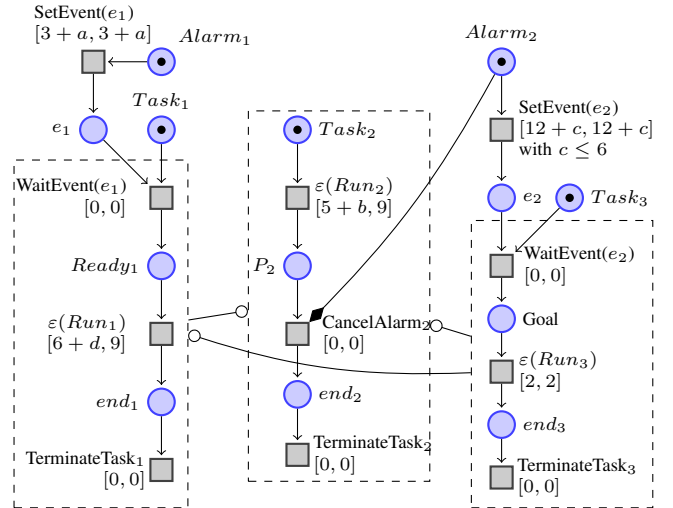 SetEvent(e₁)
[3 + a, 3 + a]
Alarm₁
Alarm₂
e₁
Task₁
Task₂
SetEvent(e₂)
[12 + c, 12 + c]
with c ≤ 6
WaitEvent(e₁)
[0, 0]
ε(Run₂)
[5 + b, 9]
e₂
Task₃
Ready₁
P₂
WaitEvent(e₂)
[0, 0]
Goal
ε(Run₁)
[6 + d, 9]
CancelAlarm₂
[0, 0]
ε(Run₃)
[2, 2]
end₁
end₂
end₃
TerminateTask₁
[0, 0]
TerminateTask₂
[0, 0]
TerminateTask₃
[0, 0]